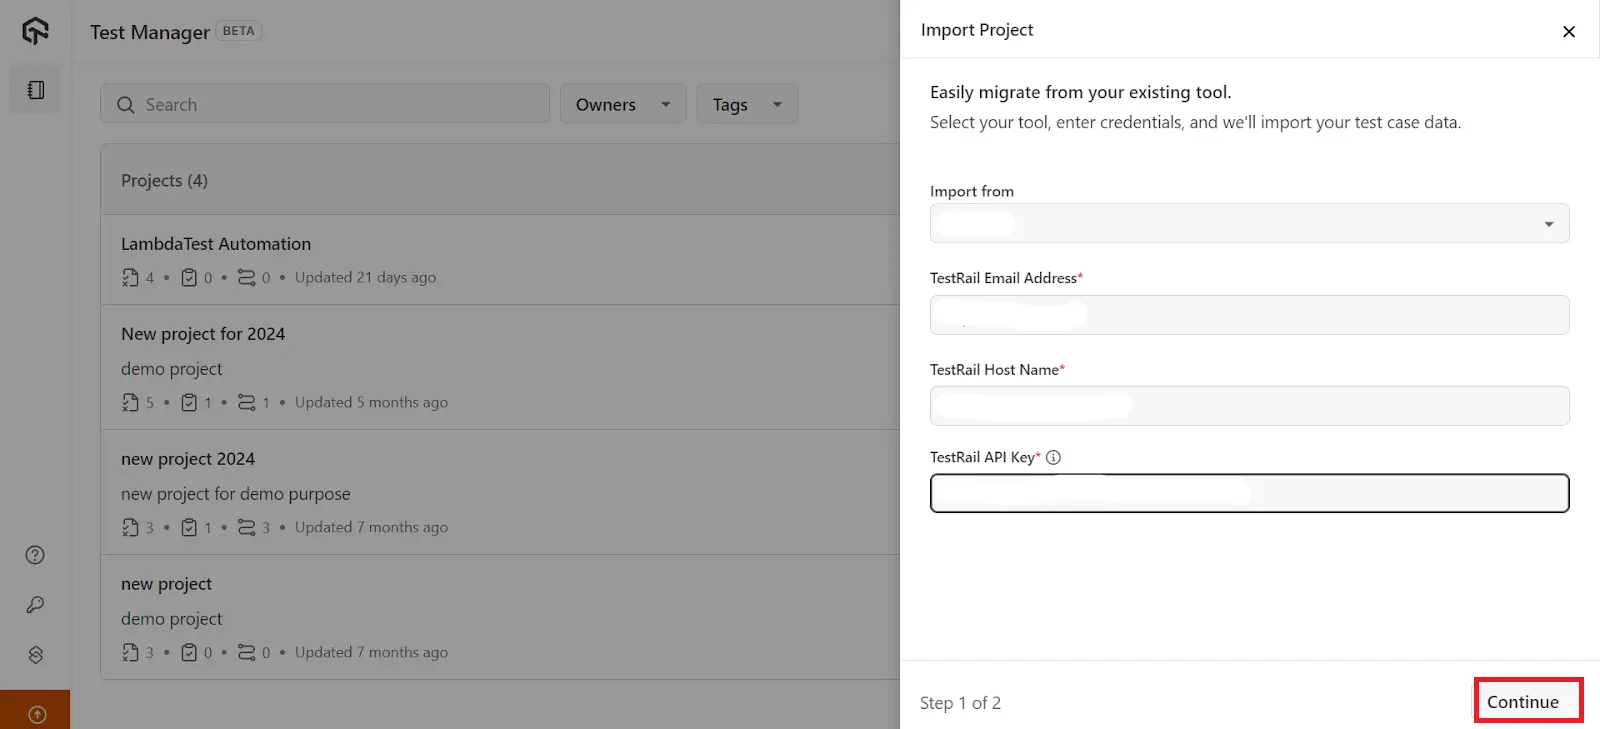 Test Manager BETA
Search
Owners
Tags
Projects (4)
LambdaTest Automation
4 • 0 • 0 • Updated 21 days ago
New project for 2024
demo project
5 • 1 • 1 • Updated 5 months ago
new project 2024
new project for demo purpose
3 • 1 • 3 • Updated 7 months ago
new project
demo project
3 • 0 • 0 • Updated 7 months ago
Import Project
Easily migrate from your existing tool.
Select your tool, enter credentials, and we'll import your test case data.
Import from
TestRail Email Address*
TestRail Host Name*
TestRail API Key*
Step 1 of 2
Continue